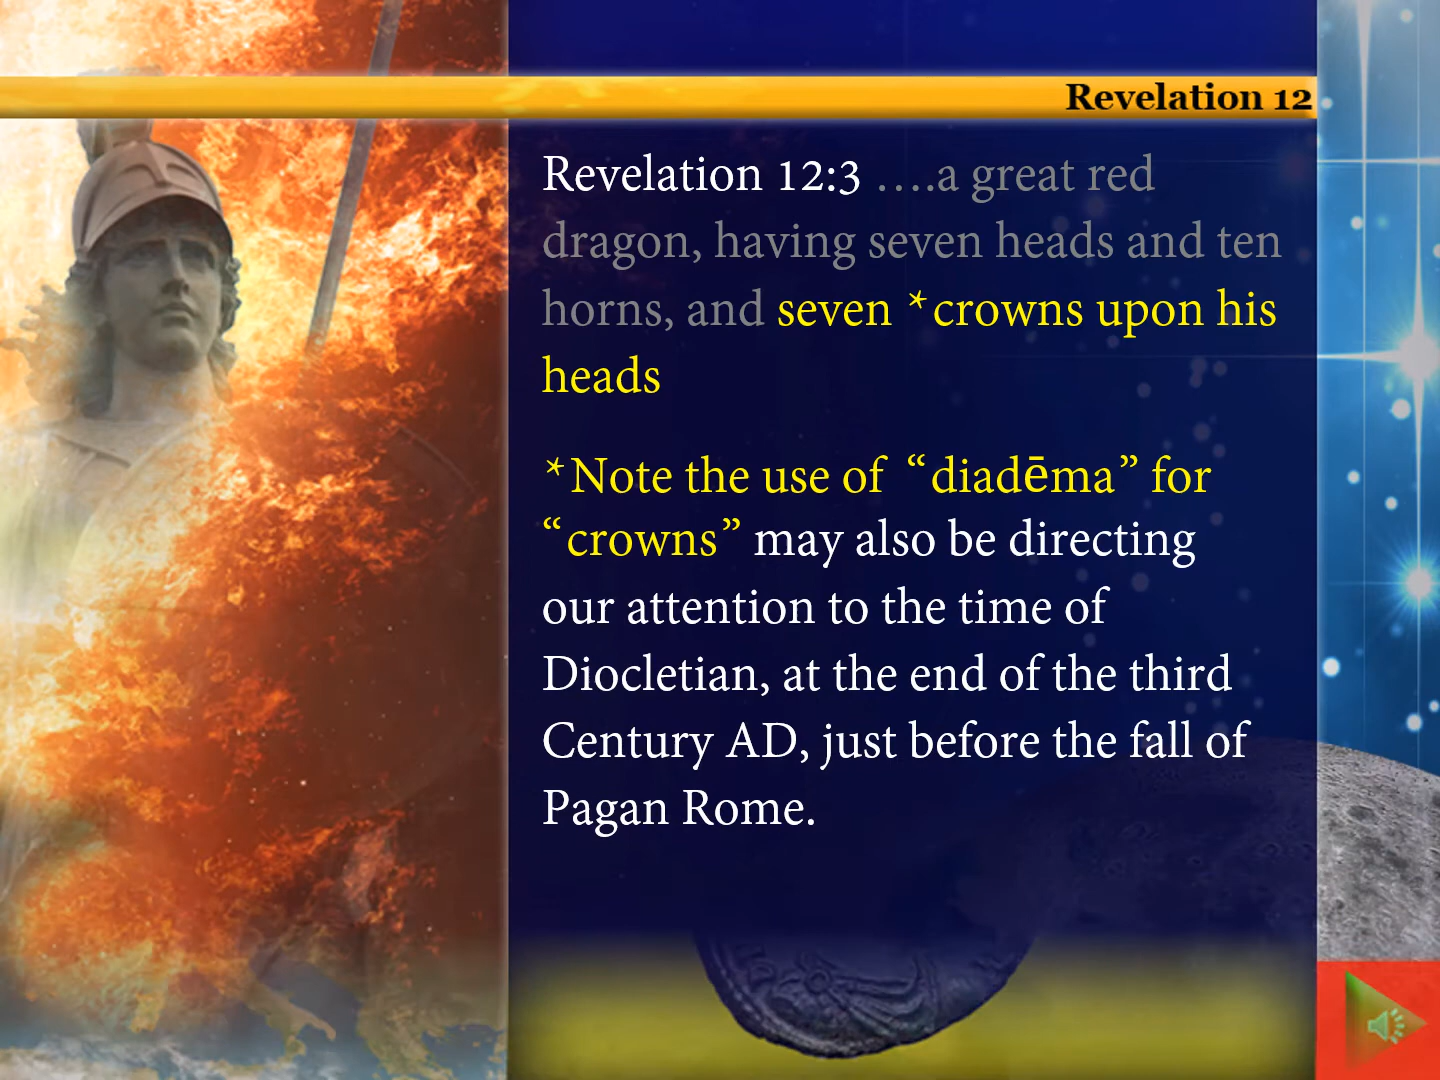 Revelation 12
Revelation 12:3 ….a great red
dragon, having seven heads and ten
horns, and seven *crowns upon his
heads
*Note the use of “diadēma” for
“crowns” may also be directing
our attention to the time of
Diocletian, at the end of the third
Century AD, just before the fall of
Pagan Rome.